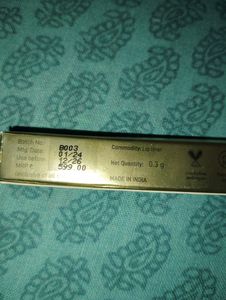 Batch No. B003
Mfg. Date: 01/24
Use before: 12/26
MRP ₹ 599.00
Commodity: Lip liner
Net Quantity: 0.3 g
MADE IN INDIA